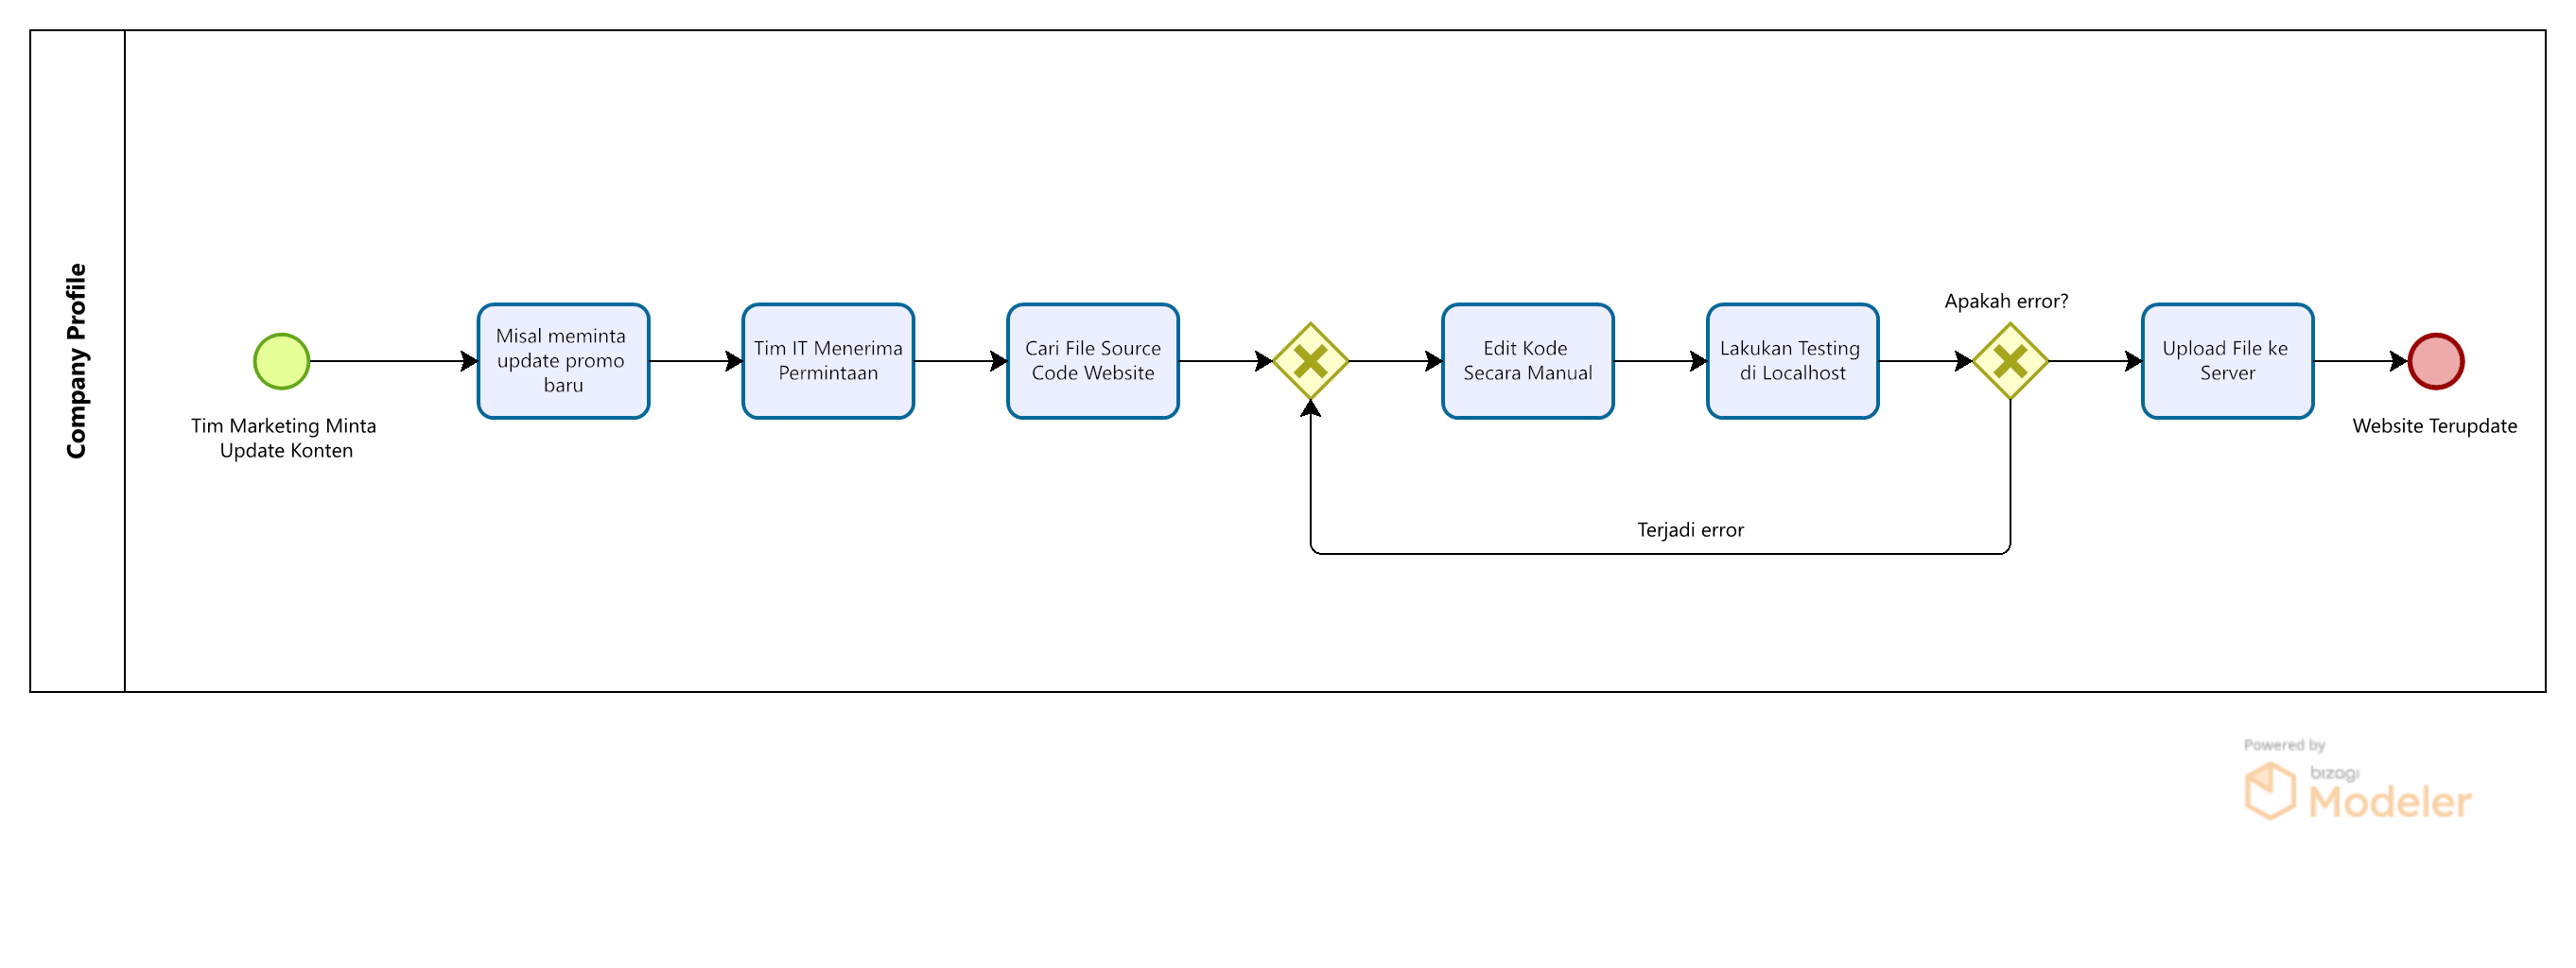 Company Profile
Tim Marketing Minta
Update Konten
Misal meminta
update promo
baru
Tim IT Menerima
Permintaan
Cari File Source
Code Website
Edit Kode
Secara Manual
Lakukan Testing
di Localhost
Apakah error?
Terjadi error
Upload File ke
Server
Website Terupdate
Powered by
bizagi
Modeler